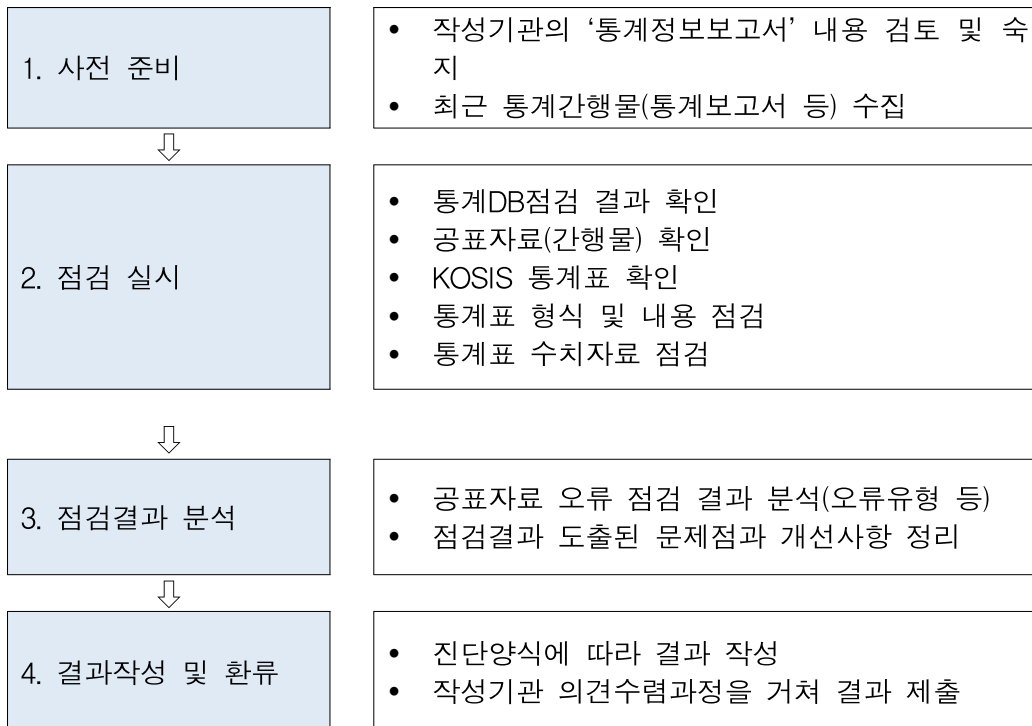 1. 사전 준비
• 작성기관의 ‘통계정보보고서’ 내용 검토 및 숙
지
• 최근 통계간행물(통계보고서 등) 수집
2. 점검 실시
• 통계DB점검 결과 확인
• 공표자료(간행물) 확인
• KOSIS 통계표 확인
• 통계표 형식 및 내용 점검
• 통계표 수치자료 점검
3. 점검결과 분석
• 공표자료 오류 점검 결과 분석(오류유형 등)
• 점검결과 도출된 문제점과 개선사항 정리
4. 결과작성 및 환류
• 진단양식에 따라 결과 작성
• 작성기관 의견수렴과정을 거쳐 결과 제출